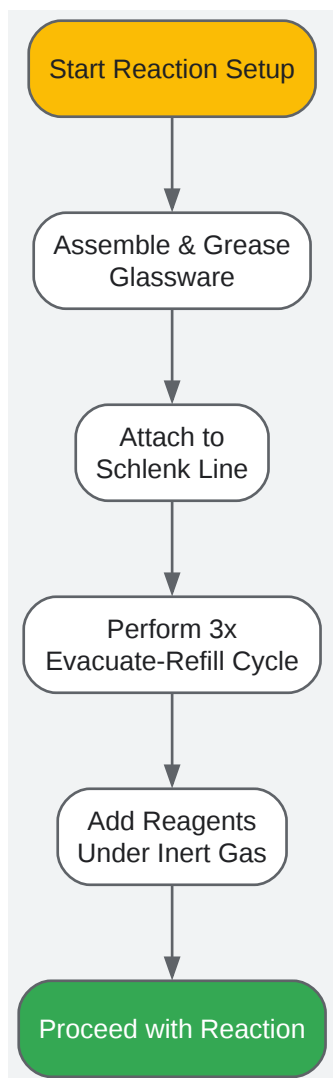 Start Reaction Setup
Assemble & Grease
Glassware
Attach to
Schlenk Line
Perform 3x
Evacuate-Refill Cycle
Add Reagents
Under Inert Gas
Proceed with Reaction